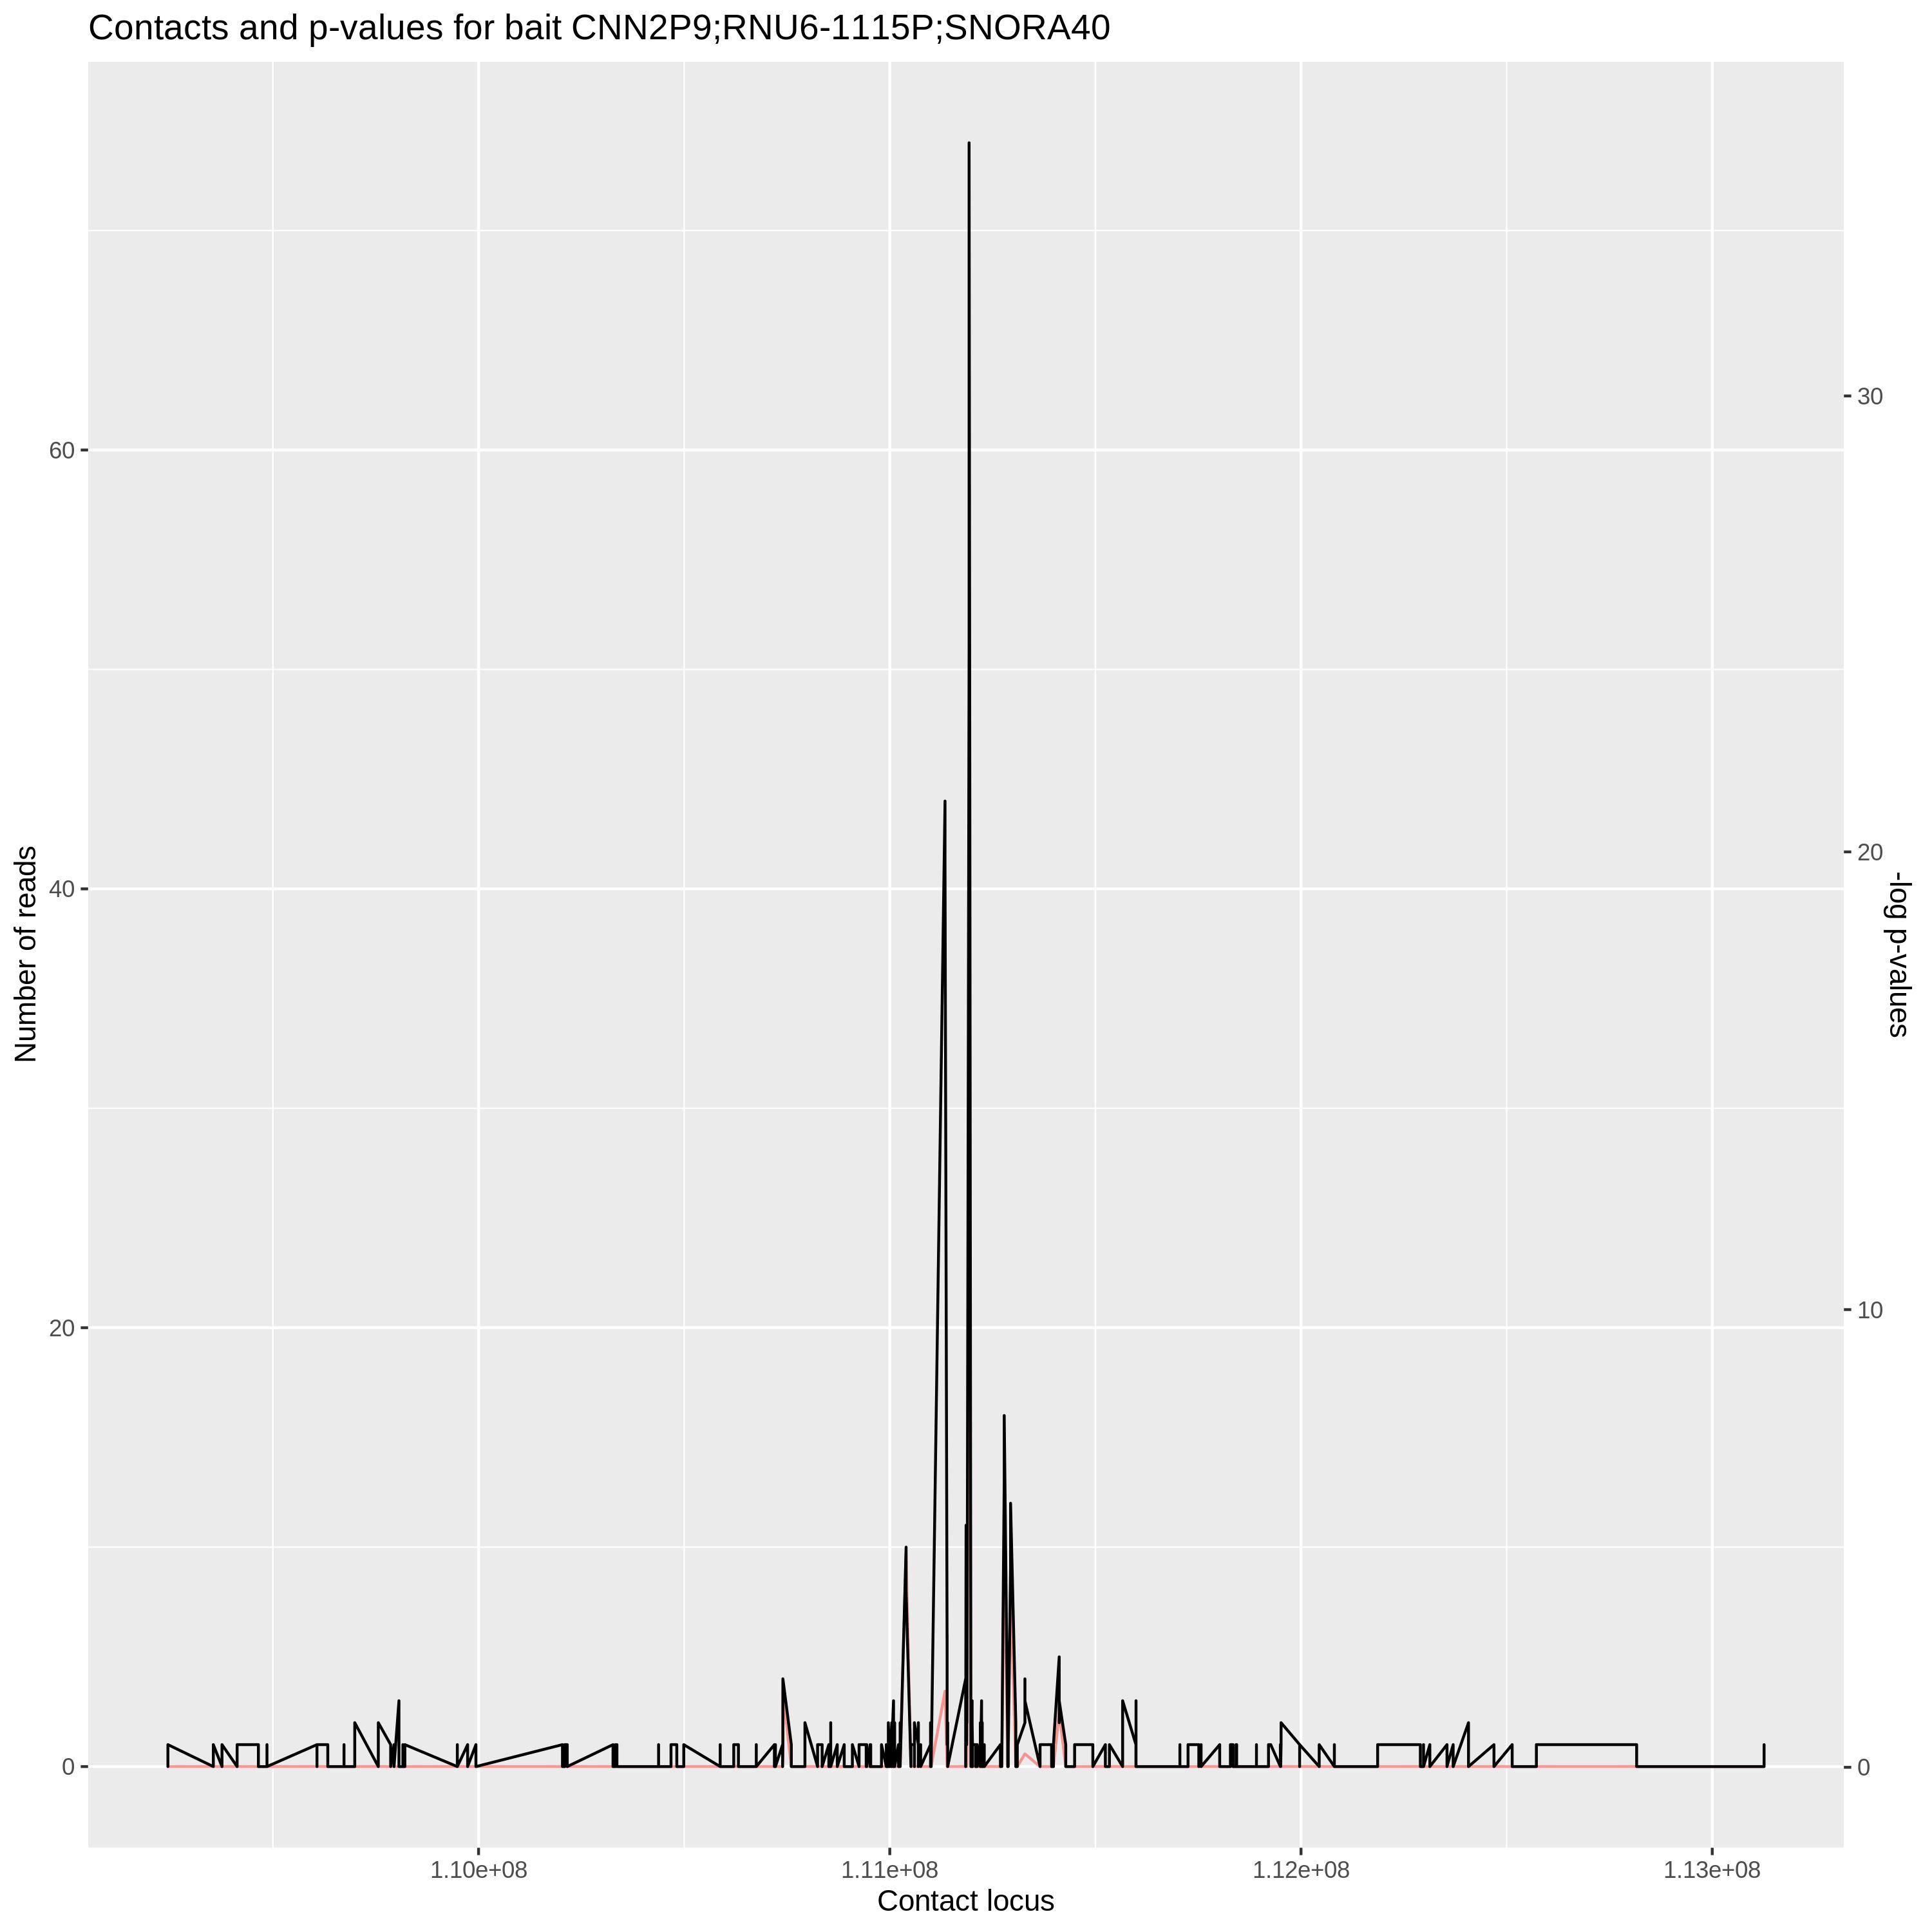 Contacts and p-values for bait CNN2P9;RNU6-1115P;SNORA40
Number of reads
60
40
20
0
30
20
10
0
-log p-values
1.10e+08 1.11e+08 1.12e+08 1.13e+08
Contact locus